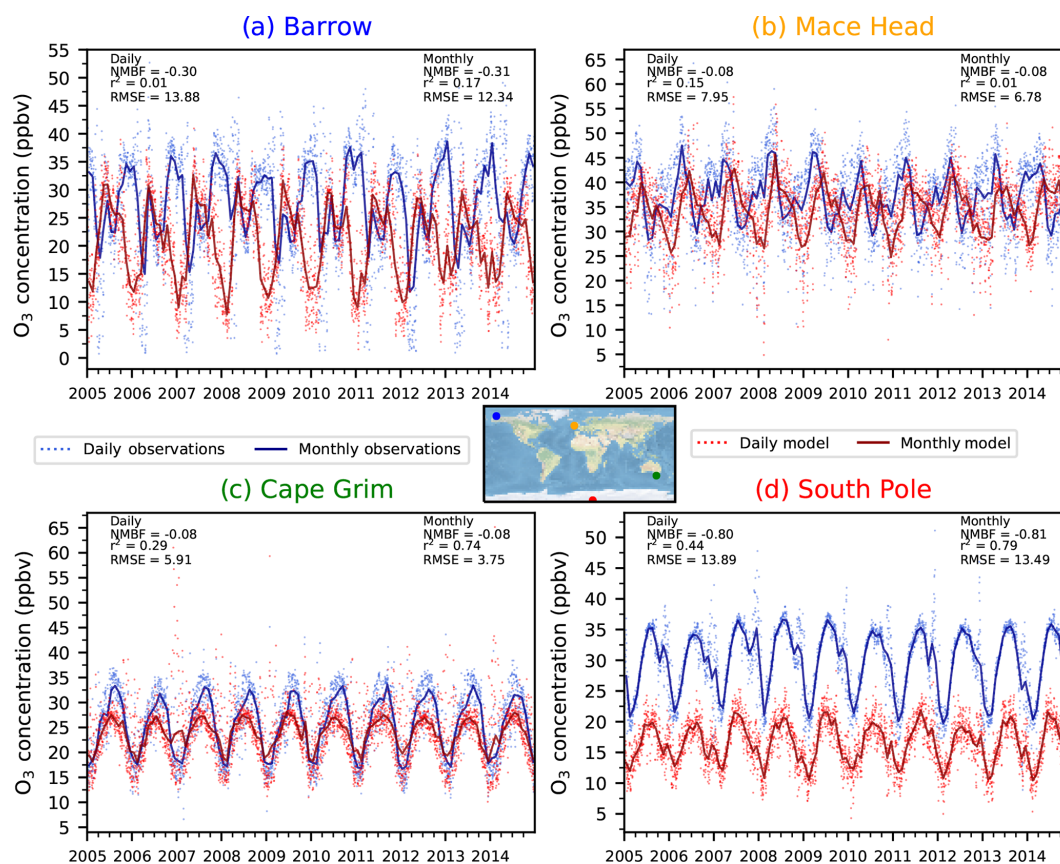 (a) Barrow
(b) Mace Head
Daily
NMBF = -0.30
r² = 0.01
RMSE = 13.88
Monthly
NMBF = -0.31
r² = 0.17
RMSE = 12.34
O₃ concentration (ppbv)
55
50
45
40
35
30
25
20
15
10
5
0
2005 2006 2007 2008 2009 2010 2011 2012 2013 2014
Daily
NMBF = -0.08
r² = 0.15
RMSE = 7.95
Monthly
NMBF = -0.08
r² = 0.01
RMSE = 6.78
O₃ concentration (ppbv)
65
60
55
50
45
40
35
30
25
20
15
10
5
2005 2006 2007 2008 2009 2010 2011 2012 2013 2014
Daily observations Monthly observations
Daily model Monthly model
(c) Cape Grim
(d) South Pole
Daily
NMBF = -0.08
r² = 0.29
RMSE = 5.91
Monthly
NMBF = -0.08
r² = 0.74
RMSE = 3.75
O₃ concentration (ppbv)
65
60
55
50
45
40
35
30
25
20
15
10
5
2005 2006 2007 2008 2009 2010 2011 2012 2013 2014
Daily
NMBF = -0.80
r² = 0.44
RMSE = 13.89
Monthly
NMBF = -0.81
r² = 0.79
RMSE = 13.49
O₃ concentration (ppbv)
50
45
40
35
30
25
20
15
10
5
2005 2006 2007 2008 2009 2010 2011 2012 2013 2014